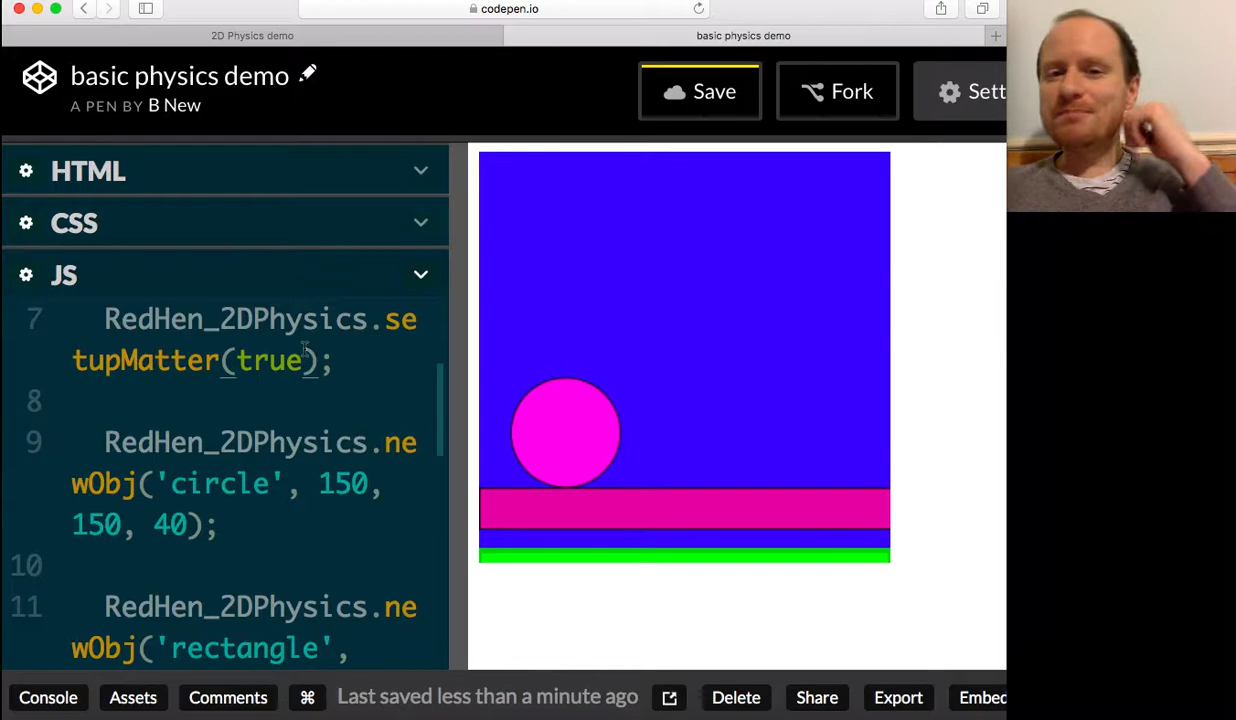 codepen.io
2D Physics demo
basic physics demo
basic physics demo
A PEN BY B New
Save
Fork
Sett
HTML
CSS
JS
7 RedHen_2DPhysics.se
tupMatter(true);
8
9 RedHen_2DPhysics.ne
wObj('circle', 150,
150, 40);
10
11 RedHen_2DPhysics.ne
wObj('rectangle',
Console
Assets
Comments
⌘
Last saved less than a minute ago
Delete
Share
Export
Embed